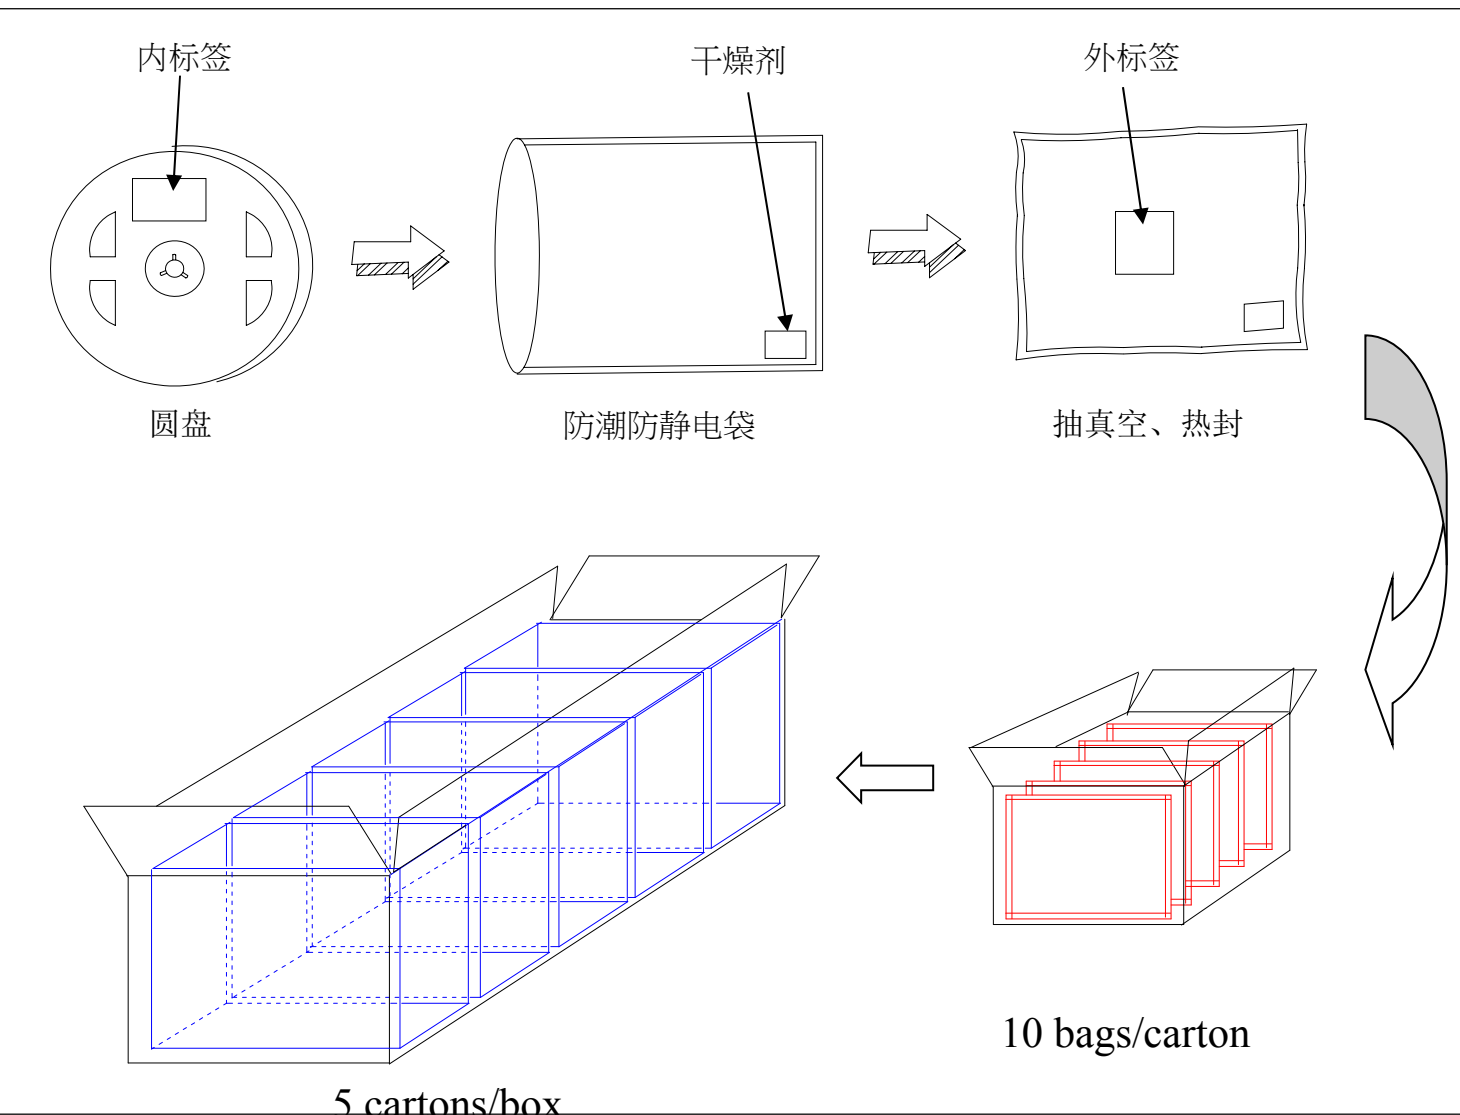 内标签
干燥剂
外标签
圆盘
防潮防静电袋
抽真空、热封
10 bags/carton
5 cartons/box